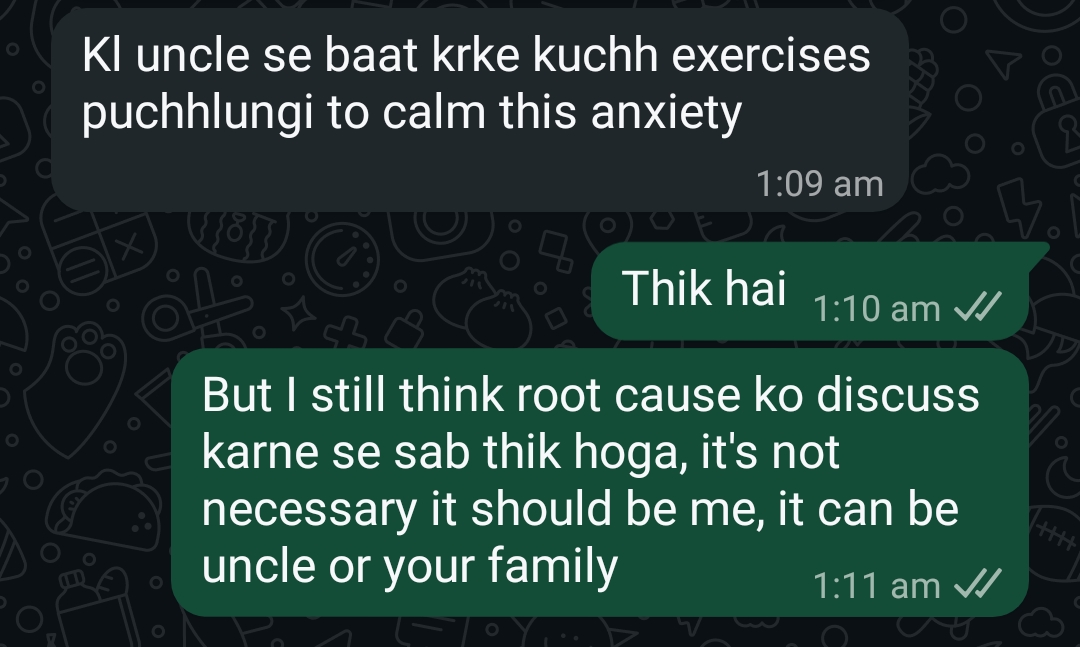 Kl uncle se baat krke kuchh exercises
puchhlungi to calm this anxiety
1:09 am
Thik hai
1:10 am
But I still think root cause ko discuss
karne se sab thik hoga, it's not
necessary it should be me, it can be
uncle or your family
1:11 am